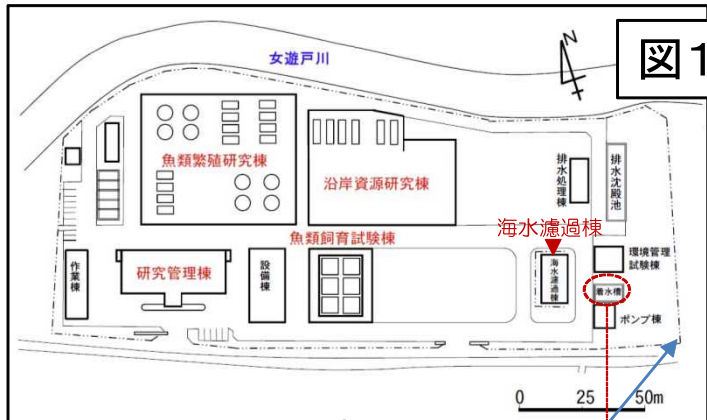 女遊戸川
N
図1
魚類繁殖研究棟
沿岸資源研究棟
排水処理棟
排水沈殿池
海水濾過棟
魚類飼育試験棟
作業棟
研究管理棟
設備棟
海水濾過棟
環境管理
試験棟
着水槽
ポンプ棟
0 25 50m